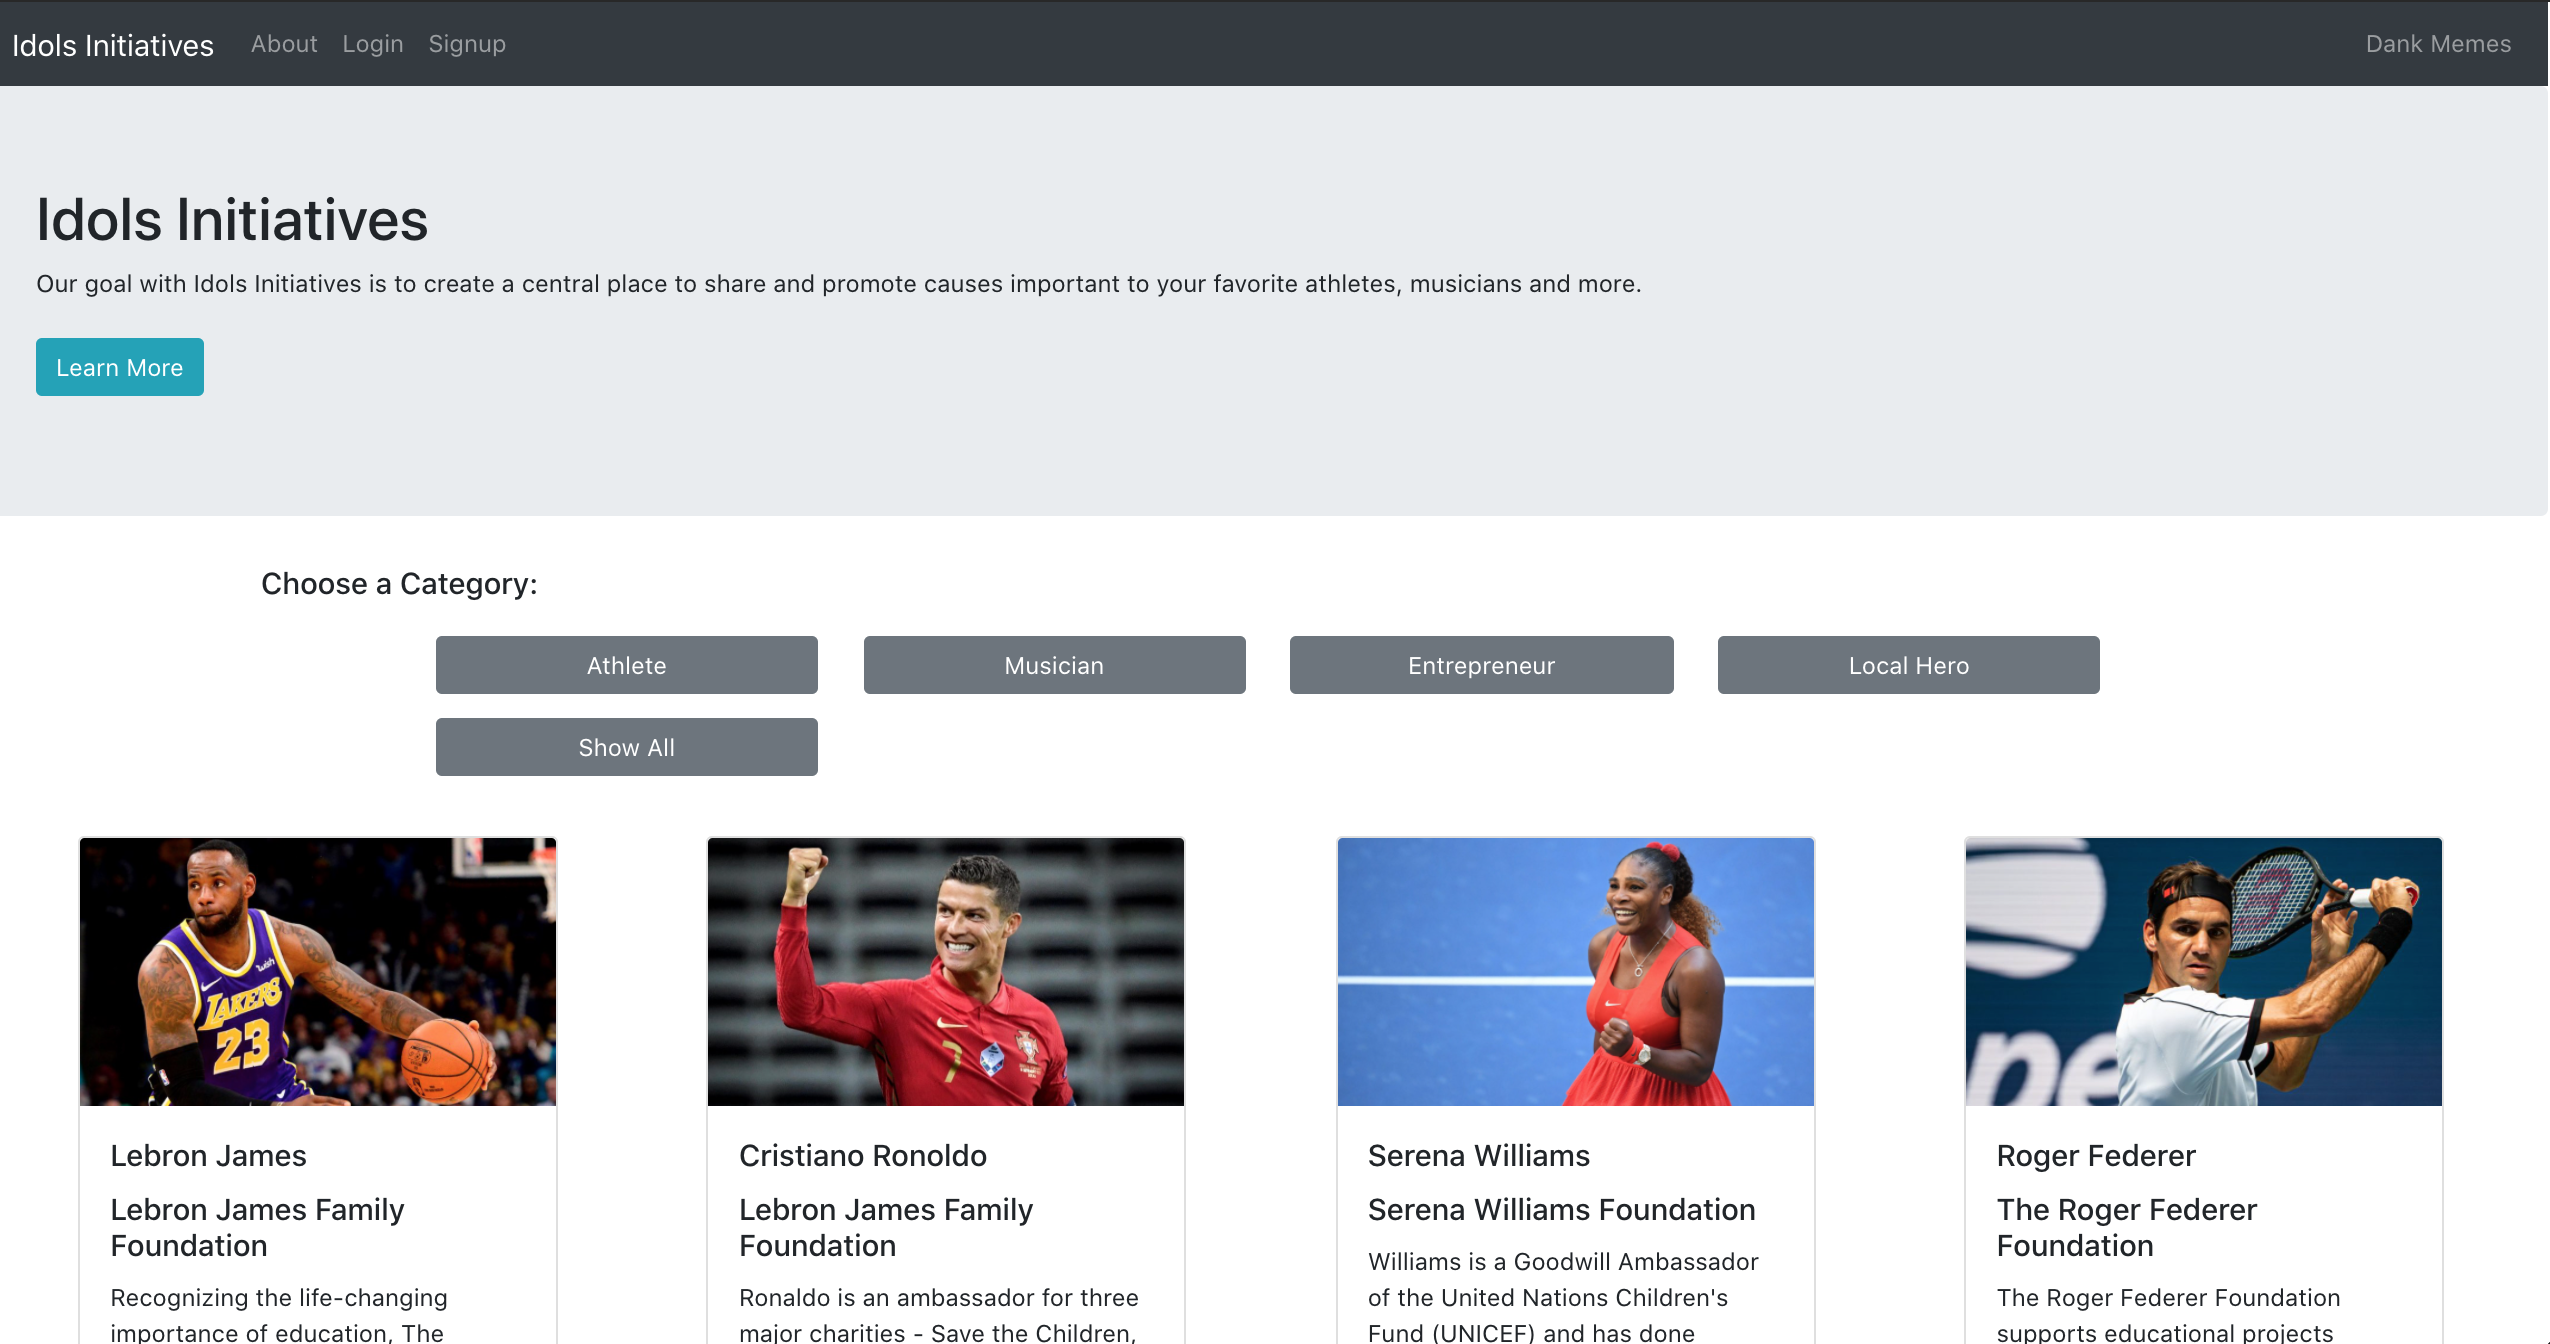 Idols Initiatives About Login Signup Dank Memes
Idols Initiatives
Our goal with Idols Initiatives is to create a central place to share and promote causes important to your favorite athletes, musicians and more.
Learn More
Choose a Category:
Athlete Musician Entrepreneur Local Hero
Show All
wish
LAKERS
23
7
pe
Lebron James
Lebron James Family
Foundation
Recognizing the life-changing
importance of education, The
Cristiano Ronoldo
Lebron James Family
Foundation
Ronaldo is an ambassador for three
major charities - Save the Children,
Serena Williams
Serena Williams Foundation
Williams is a Goodwill Ambassador
of the United Nations Children's
Fund (UNICEF) and has done
Roger Federer
The Roger Federer
Foundation
The Roger Federer Foundation
supports educational projects